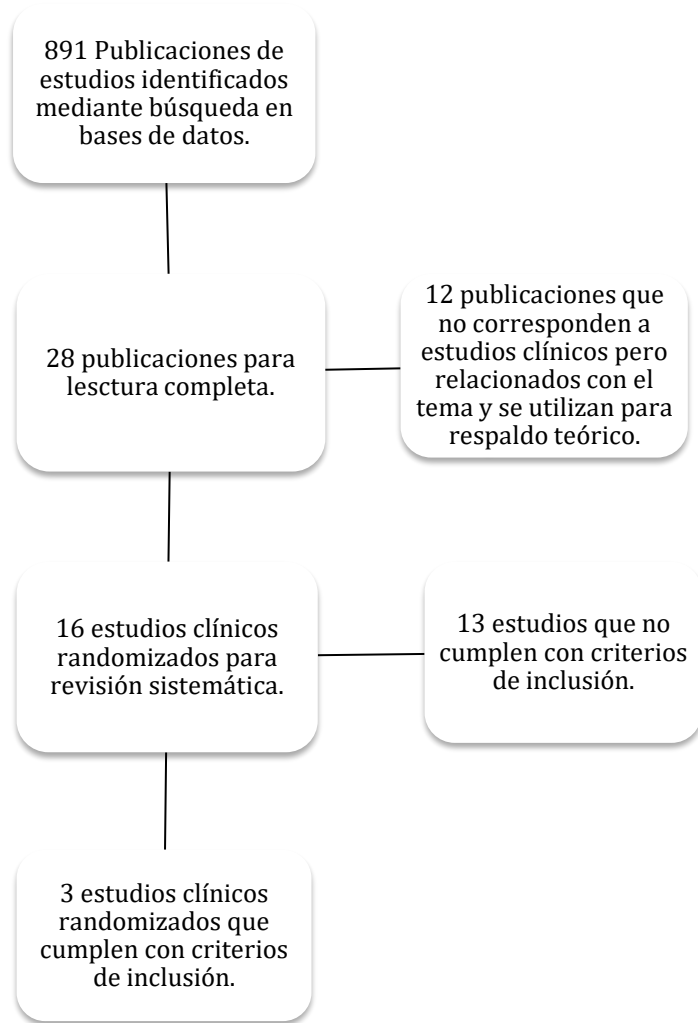 891 Publicaciones de
estudios identificados
mediante búsqueda en
bases de datos.
28 publicaciones para
lesctura completa.
12 publicaciones que
no corresponden a
estudios clínicos pero
relacionados con el
tema y se utilizan para
respaldo teórico.
16 estudios clínicos
randomizados para
revisión sistemática.
13 estudios que no
cumplen con criterios
de inclusión.
3 estudios clínicos
randomizados que
cumplen con criterios
de inclusión.